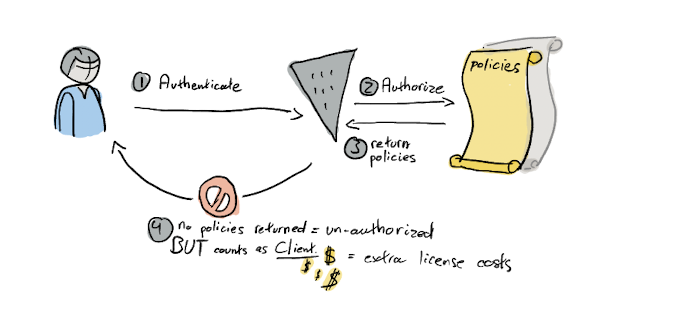 1 Authenticate
2 Authorize
3 return
policies
policies
4 no policies returned = un-authorized
BUT counts as Client. $ = extra license costs
$ $ $